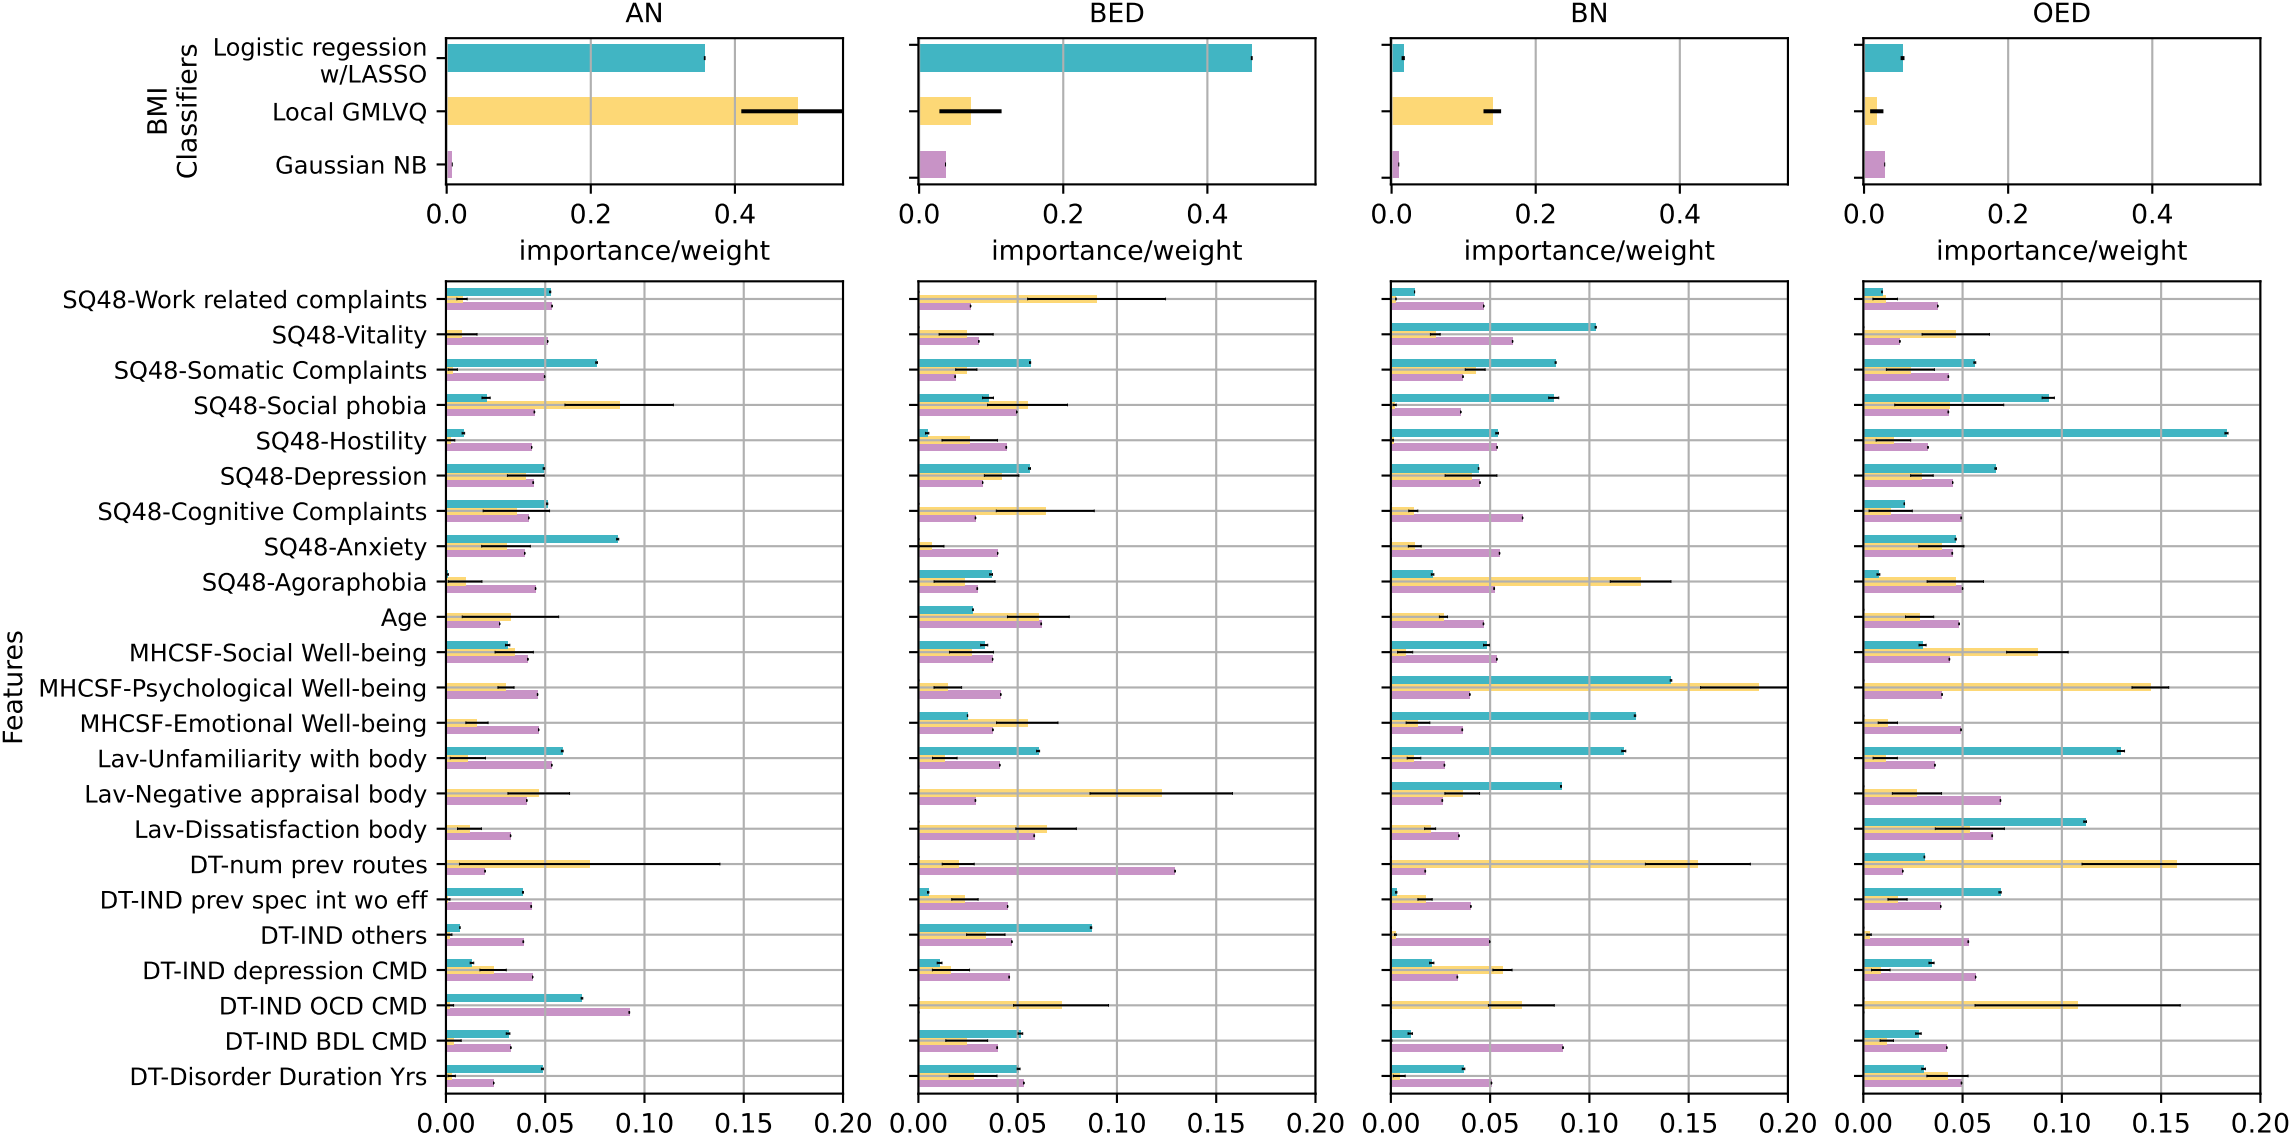 AN BED BN OED
BMI
Classifiers
Logistic regession
w/LASSO
Local GMLVQ
Gaussian NB
0.0 0.2 0.4 0.0 0.2 0.4 0.0 0.2 0.4 0.0 0.2 0.4
importance/weight importance/weight importance/weight importance/weight
Features
SQ48-Work related complaints
SQ48-Vitality
SQ48-Somatic Complaints
SQ48-Social phobia
SQ48-Hostility
SQ48-Depression
SQ48-Cognitive Complaints
SQ48-Anxiety
SQ48-Agoraphobia
Age
MHCSF-Social Well-being
MHCSF-Psychological Well-being
MHCSF-Emotional Well-being
Lav-Unfamiliarity with body
Lav-Negative appraisal body
Lav-Dissatisfaction body
DT-num prev routes
DT-IND prev spec int wo eff
DT-IND others
DT-IND depression CMD
DT-IND OCD CMD
DT-IND BDL CMD
DT-Disorder Duration Yrs
0.00 0.05 0.10 0.15 0.20 0.00 0.05 0.10 0.15 0.20 0.00 0.05 0.10 0.15 0.20 0.00 0.05 0.10 0.15 0.20